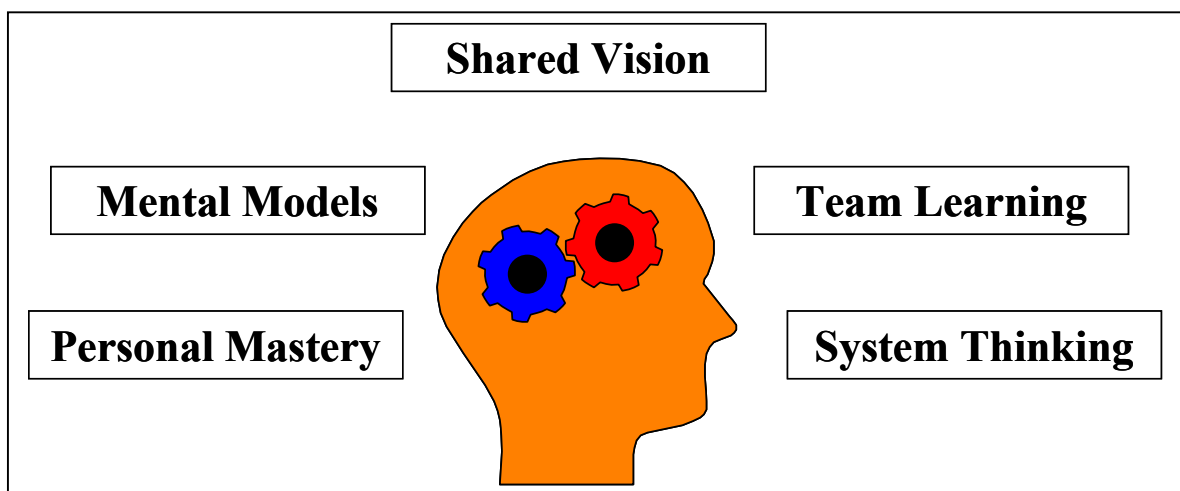 Shared Vision
Mental Models
Team Learning
Personal Mastery
System Thinking